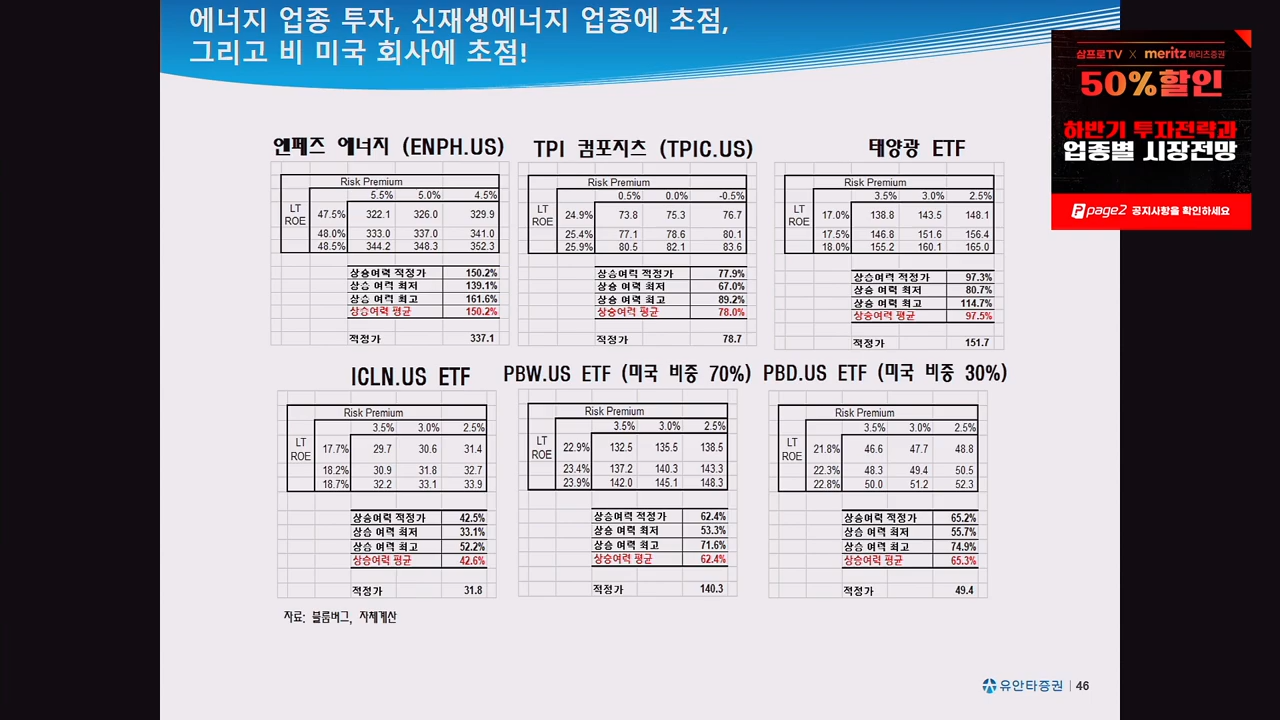 에너지 업종 투자, 신재생에너지 업종에 초점,
그리고 비 미국 회사에 초점!
삼프로TV X meritz 메리츠증권
50%할인
하반기 투자전략과
업종별 시장전망
page2 공지사항을 확인하세요
엔페즈 에너지 (ENPH.US)
Risk Premium
5.5% 5.0% 4.5%
LT ROE
47.5% 322.1 326.0 329.9
48.0% 333.0 337.0 341.0
48.5% 344.2 348.3 352.3
상승여력 적정가 150.2%
상승 여력 최저 139.1%
상승 여력 최고 161.6%
상승여력 평균 150.2%
적정가 337.1
TPI 컴포지츠 (TPIC.US)
Risk Premium
0.5% 0.0% -0.5%
LT ROE
24.9% 73.8 75.3 76.7
25.4% 77.1 78.6 80.1
25.9% 80.5 82.1 83.6
상승여력 적정가 77.9%
상승 여력 최저 67.0%
상승 여력 최고 89.2%
상승여력 평균 78.0%
적정가 78.7
태양광 ETF
Risk Premium
3.5% 3.0% 2.5%
LT ROE
17.0% 138.8 143.5 148.1
17.5% 146.8 151.6 156.4
18.0% 155.2 160.1 165.0
상승여력 적정가 97.3%
상승 여력 최저 80.7%
상승 여력 최고 114.7%
상승여력 평균 97.5%
적정가 151.7
ICLN.US ETF
Risk Premium
3.5% 3.0% 2.5%
LT ROE
17.7% 29.7 30.6 31.4
18.2% 30.9 31.8 32.7
18.7% 32.2 33.1 33.9
상승여력 적정가 42.5%
상승 여력 최저 33.1%
상승 여력 최고 52.2%
상승여력 평균 42.6%
적정가 31.8
PBW.US ETF (미국 비중 70%)
Risk Premium
3.5% 3.0% 2.5%
LT ROE
22.9% 132.5 135.5 138.5
23.4% 137.2 140.3 143.3
23.9% 142.0 145.1 148.3
상승여력 적정가 62.4%
상승 여력 최저 53.3%
상승 여력 최고 71.6%
상승여력 평균 62.4%
적정가 140.3
PBD.US ETF (미국 비중 30%)
Risk Premium
3.5% 3.0% 2.5%
LT ROE
21.8% 46.6 47.7 48.8
22.3% 48.3 49.4 50.5
22.8% 50.0 51.2 52.3
상승여력 적정가 65.2%
상승 여력 최저 55.7%
상승 여력 최고 74.9%
상승여력 평균 65.3%
적정가 49.4
자료: 블룸버그, 자체계산
유안타증권 | 46